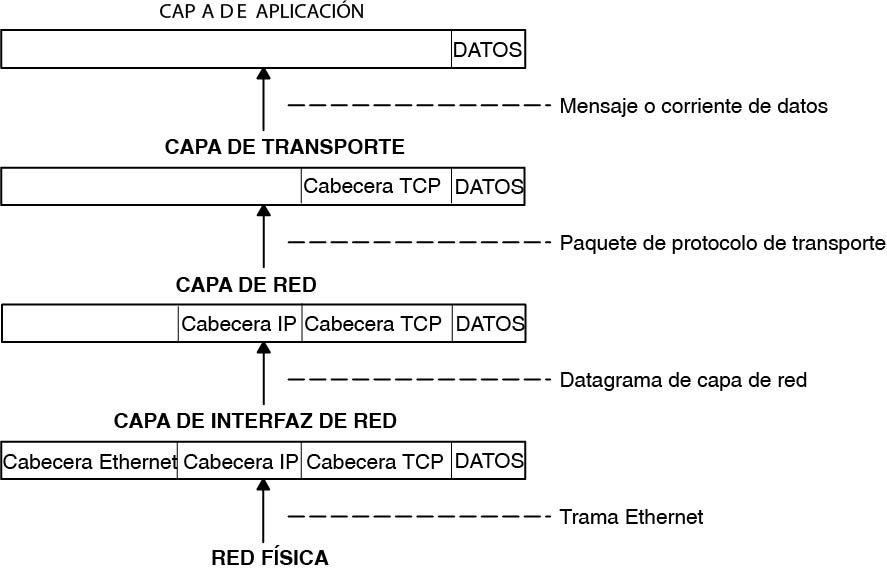 CAPA DE APLICACIÓN
DATOS
Mensaje o corriente de datos
CAPA DE TRANSPORTE
Cabecera TCP DATOS
Paquete de protocolo de transporte
CAPA DE RED
Cabecera IP Cabecera TCP DATOS
Datagrama de capa de red
CAPA DE INTERFAZ DE RED
Cabecera Ethernet Cabecera IP Cabecera TCP DATOS
Trama Ethernet
RED FÍSICA